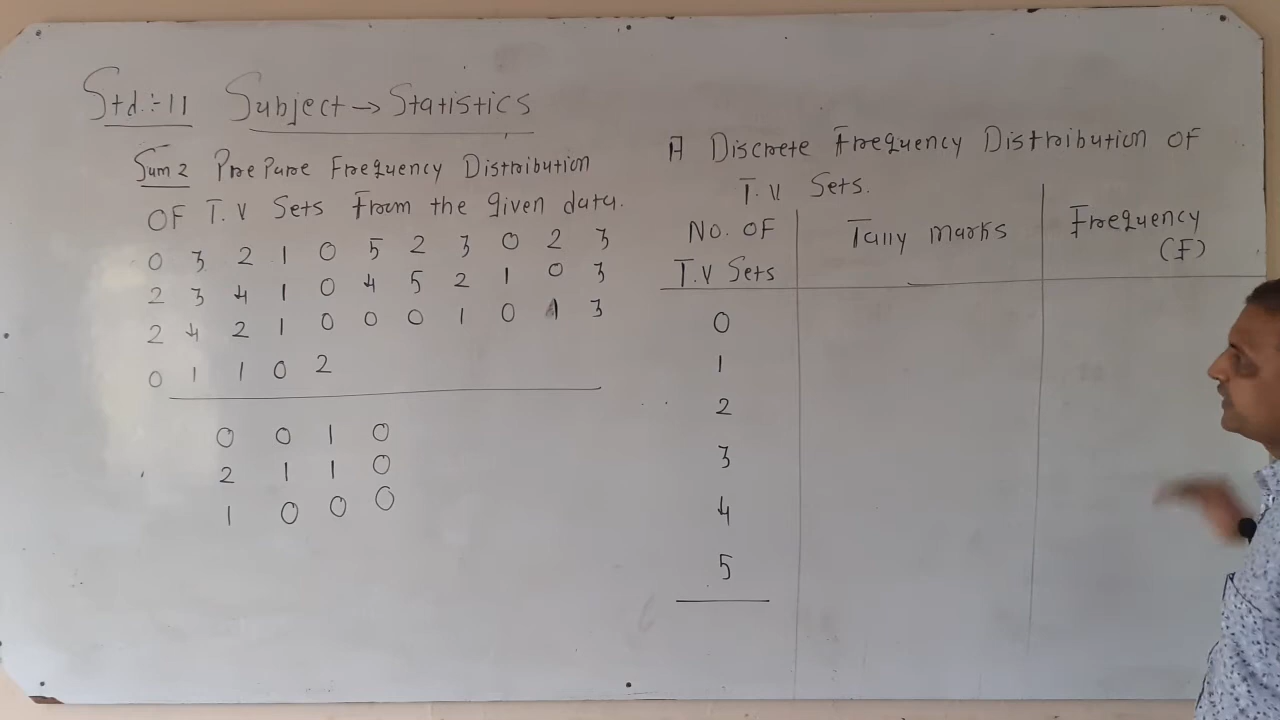 Std:-11 Subject → Statistics
Sum 2 Prepare Frequency Distribution
OF T.V Sets From the given data.
0 3 2 1 0 5 2 3 0 2 3
2 3 4 1 0 4 5 2 1 0 3
2 4 2 1 0 0 0 1 0 1 3
0 1 1 0 2
0 0 1 0
2 1 1 0
1 0 0 0
A Discrete Frequency Distribution OF
T.V Sets.
No. OF T.V Sets Tally marks Frequency (F)
0
1
2
3
4
5